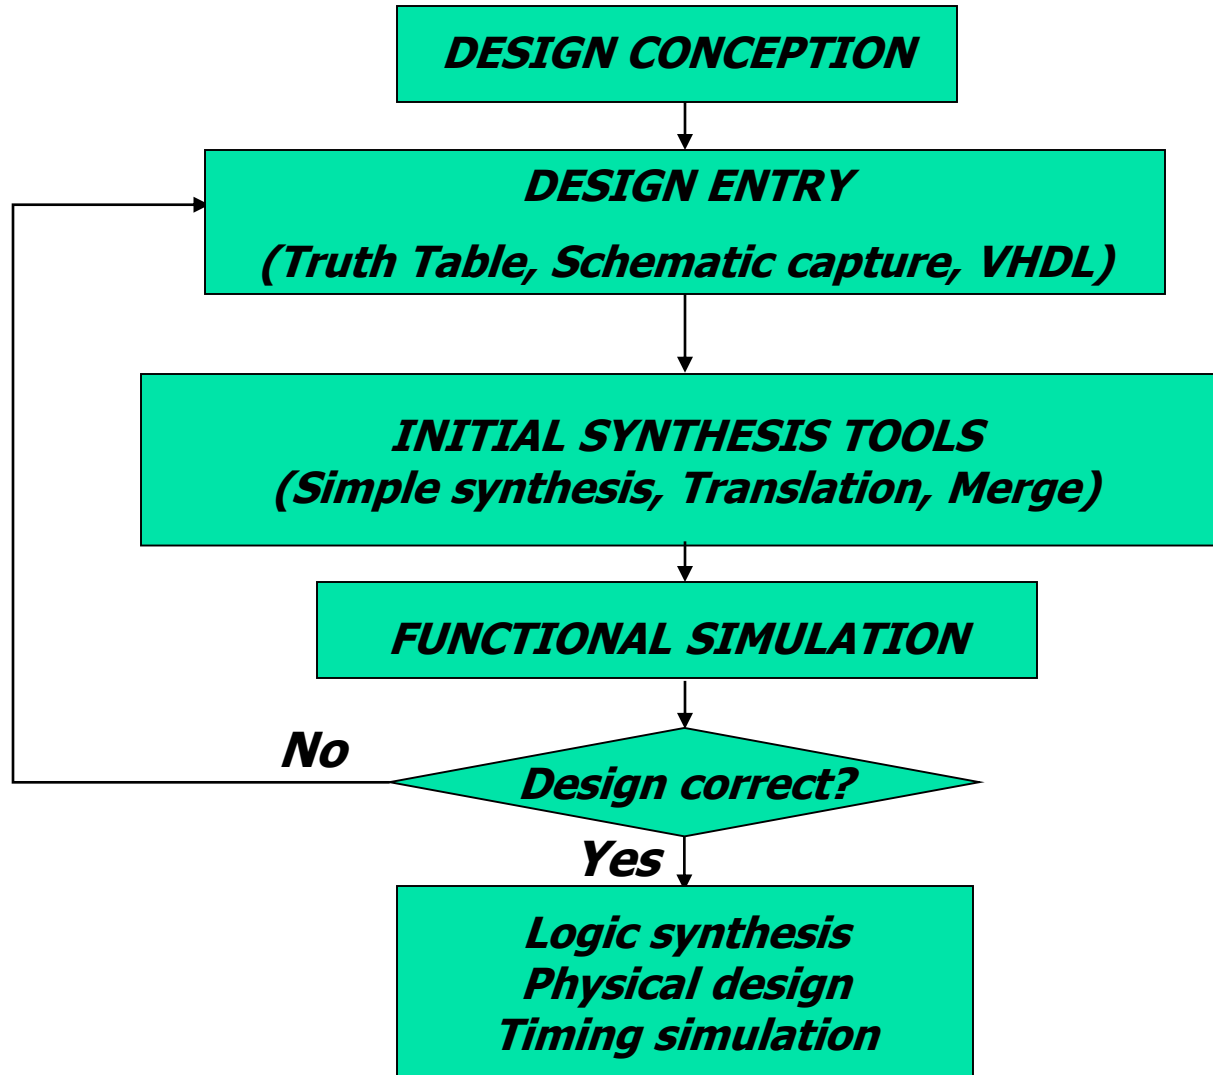 DESIGN CONCEPTION
DESIGN ENTRY
(Truth Table, Schematic capture, VHDL)
INITIAL SYNTHESIS TOOLS
(Simple synthesis, Translation, Merge)
FUNCTIONAL SIMULATION
No
Design correct?
Yes
Logic synthesis
Physical design
Timing simulation